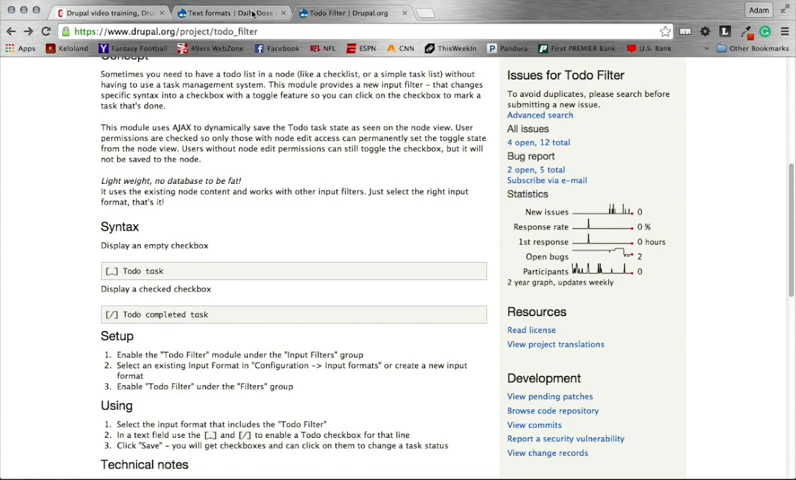 Drupal video training, Dru
Text formats | Daily Dose
Todo Filter | Drupal.org
Adam
https://www.drupal.org/project/todo_filter
Apps
Keloland
Fantasy Football
49ers WebZone
Facebook
NFL
ESPN
CNN
ThisWeekIn
Pandora
First PREMIER Bank
U.S. Bank
Other Bookmarks
Concept
Sometimes you need to have a todo list in a node (like a checklist, or a simple task list) without
having to use a task management system. This module provides a new input filter - that changes
specific syntax into a checkbox with a toggle feature so you can click on the checkbox to mark a
task that's done.
This module uses AJAX to dynamically save the Todo task state as seen on the node view. User
permissions are checked so only those with node edit access can permanently set the toggle state
from the node view. Users without node edit permissions can still toggle the checkbox, but it will
not be saved to the node.
Light weight, no database to be fat!
It uses the existing node content and works with other input filters. Just select the right input
format, that's it!
Syntax
Display an empty checkbox
[_] Todo task
Display a checked checkbox
[/] Todo completed task
Setup
1. Enable the "Todo Filter" module under the "Input Filters" group
2. Select an existing Input Format in "Configuration -> Input formats" or create a new input
format
3. Enable "Todo Filter" under the "Filters" group
Using
1. Select the input format that includes the "Todo Filter"
2. In a text field use the [_] and [/] to enable a Todo checkbox for that line
3. Click "Save" - you will get checkboxes and can click on them to change a task status
Technical notes
Issues for Todo Filter
To avoid duplicates, please search before
submitting a new issue.
Advanced search
All issues
4 open, 12 total
Bug report
2 open, 5 total
Subscribe via e-mail
Statistics
New issues 0
Response rate 0 %
1st response 0 hours
Open bugs 2
Participants 0
2 year graph, updates weekly
Resources
Read license
View project translations
Development
View pending patches
Browse code repository
View commits
Report a security vulnerability
View change records